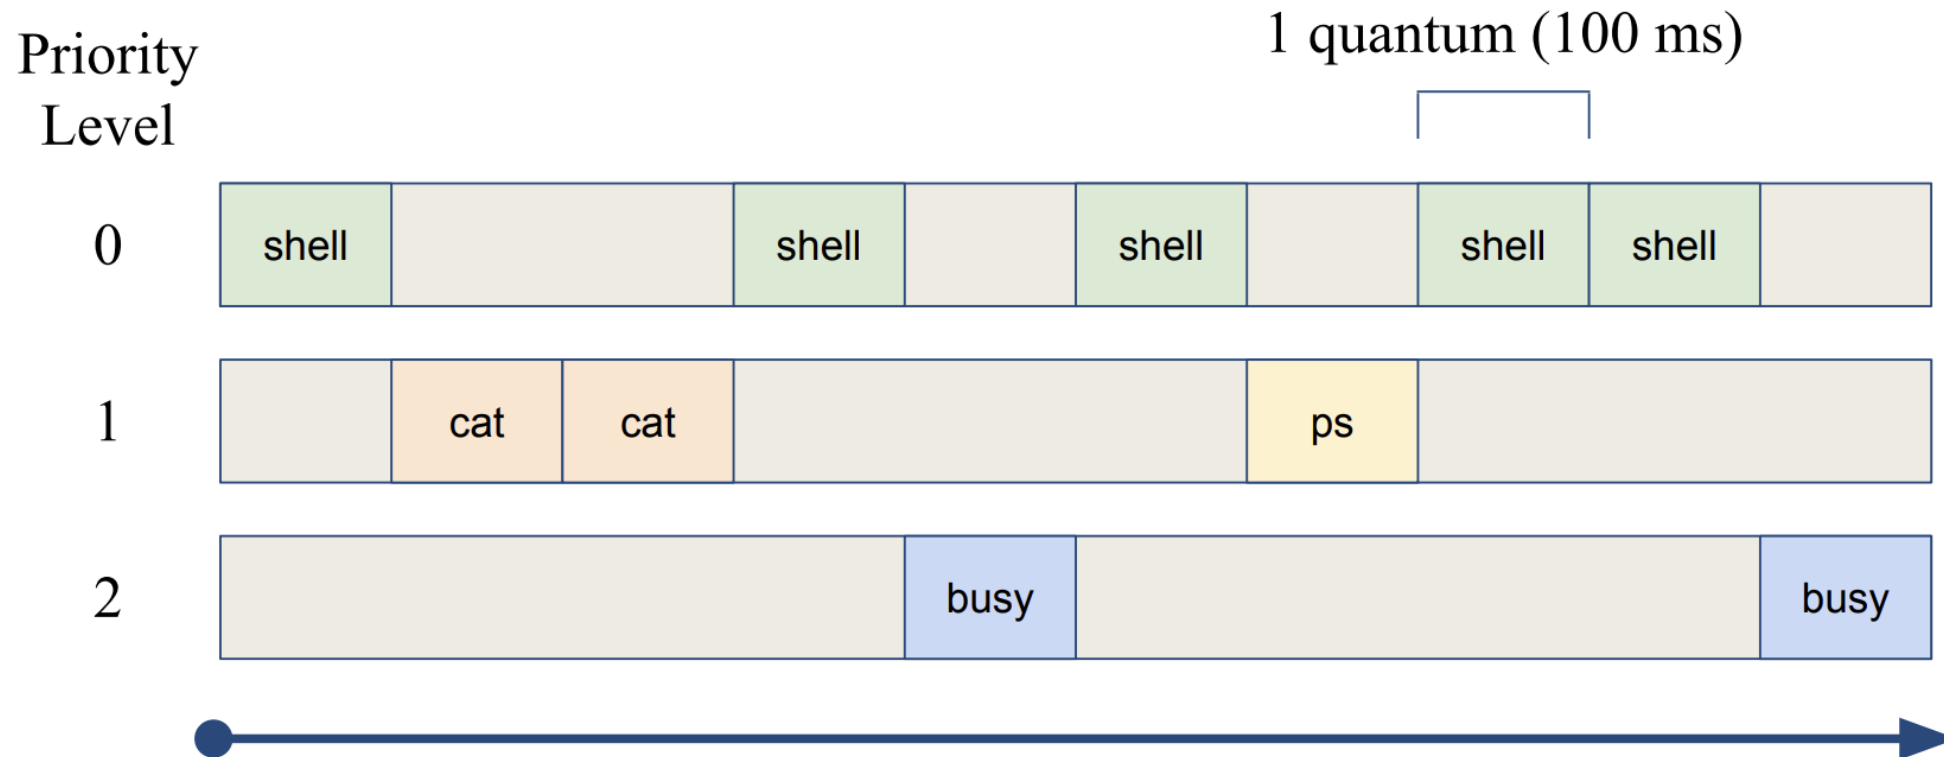 Priority
Level
1 quantum (100 ms)
0
shell
shell
shell
shell
shell
1
cat
cat
ps
2
busy
busy